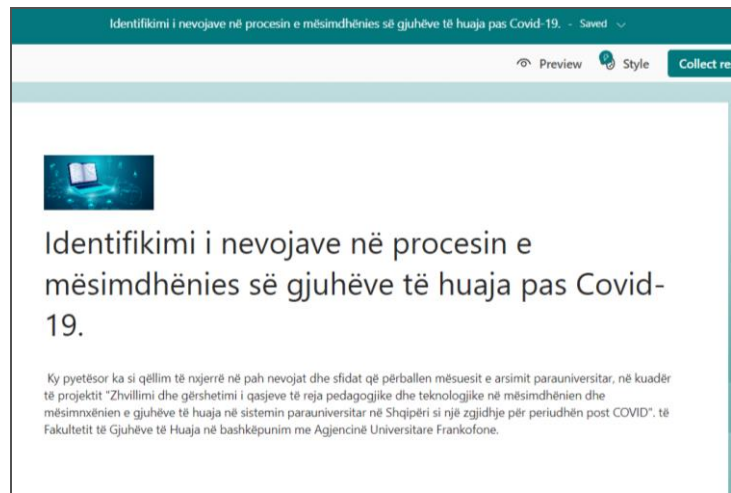 Identifikimi i nevojave në procesin e mësimdhënies së gjuhëve të huaja pas Covid-19. - Saved
Preview Style Collect re
Identifikimi i nevojave në procesin e
mësimdhënies së gjuhëve të huaja pas Covid-
19.
Ky pyetësor ka si qëllim të nxjerrë në pah nevojat dhe sfidat që përballen mësuesit e arsimit parauniversitar, në kuadër
të projektit "Zhvillimi dhe gërshetimi i qasjeve të reja pedagogjike dhe teknologjike në mësimdhënien dhe
mësimnxënien e gjuhëve të huaja në sistemin parauniversitar në Shqipëri si një zgjidhje për periudhën post COVID". të
Fakultetit të Gjuhëve të Huaja në bashkëpunim me Agjencinë Universitare Frankofone.